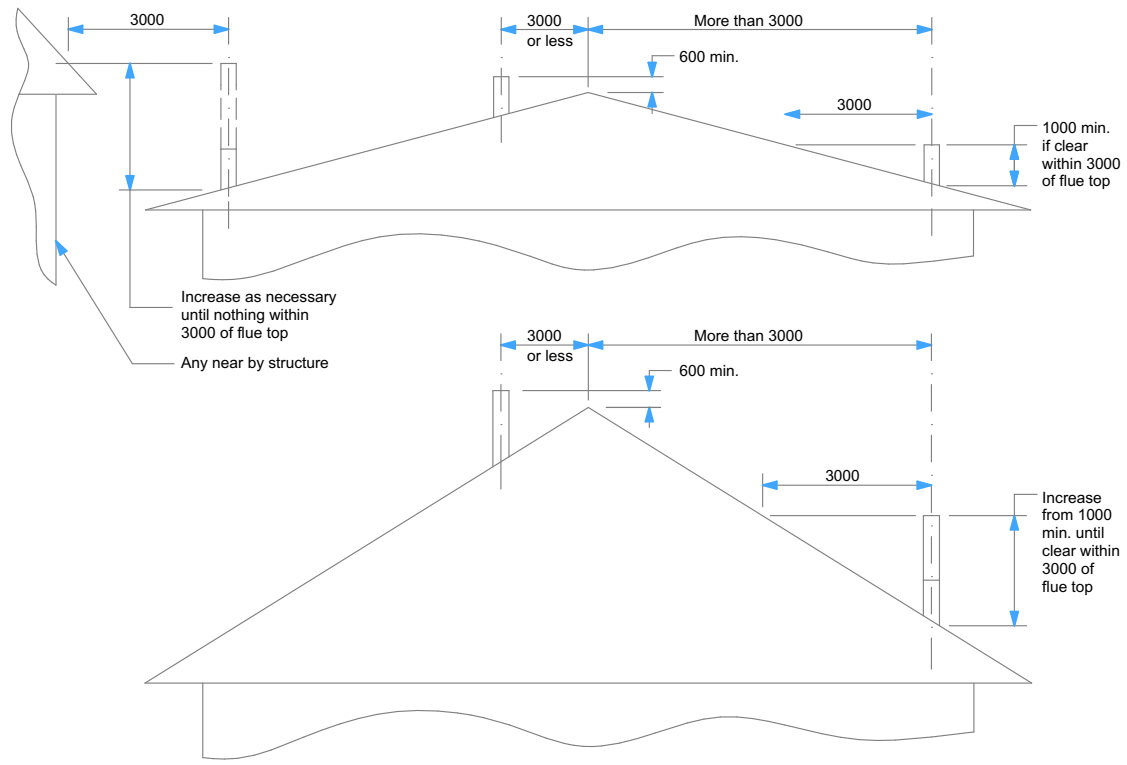 3000
3000
or less
More than 3000
600 min.
3000
1000 min.
if clear
within 3000
of flue top
Increase as necessary
until nothing within
3000 of flue top
Any near by structure
3000
or less
More than 3000
600 min.
3000
Increase
from 1000
min. until
clear within
3000 of
flue top